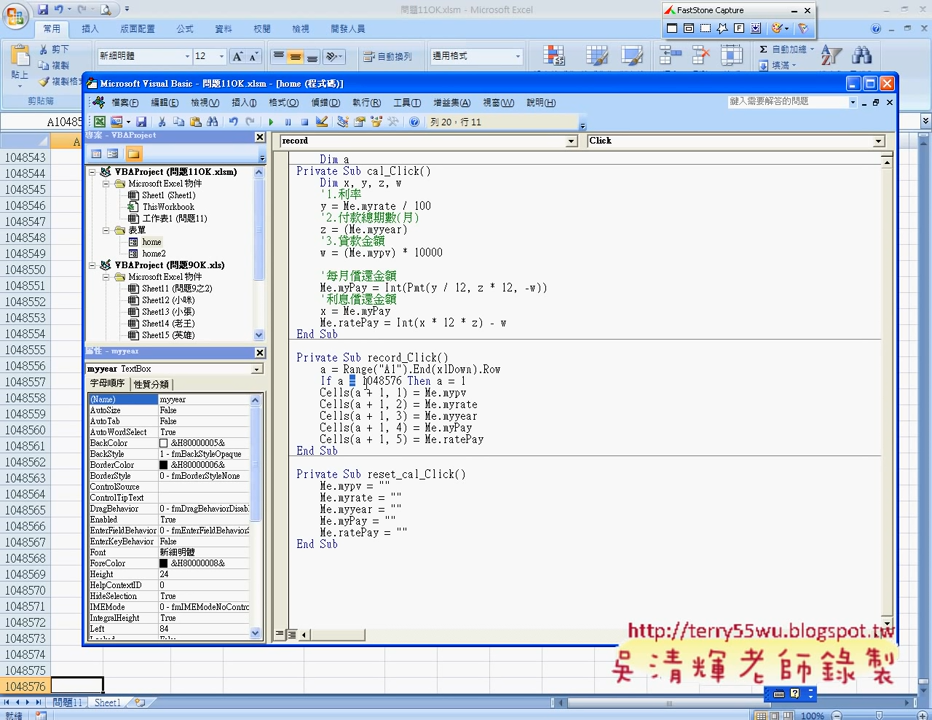 問題11OK.xlsm - Microsoft Excel
FastStone Capture
常用 插入 版面配置 公式 資料 校閱 檢視 開發人員
剪下
複製
貼上
剪貼簿
新細明體 12
自動換列
通用格式
自動加總
填滿
A10485
Microsoft Visual Basic - 問題11OK.xlsm - [home (程式碼)]
檔案(F) 編輯(E) 檢視(V) 插入(I) 格式(O) 偵錯(D) 執行(R) 工具(T) 增益集(A) 視窗(W) 說明(H)
鍵入需要解答的問題
列 20，行 11
專案 - VBAProject
VBAProject (問題11OK.xlsm)
Microsoft Excel 物件
Sheet1 (Sheet1)
ThisWorkbook
工作表1 (問題11)
表單
home
home2
VBAProject (問題9OK.xls)
Microsoft Excel 物件
Sheet11 (問題9之2)
Sheet12 (小咪)
Sheet13 (小張)
Sheet14 (老王)
Sheet15 (英雄)
屬性 - myyear
myyear TextBox
字母順序 性質分類
(Name) myyear
AutoSize False
AutoTab False
AutoWordSelect True
BackColor &H80000005&
BackStyle 1 - fmBackStyleOpaque
BorderColor &H80000006&
BorderStyle 0 - fmBorderStyleNone
ControlSource
ControlTipText
DragBehavior 0 - fmDragBehaviorDisab
Enabled True
EnterFieldBehavior 0 - fmEnterFieldBehavior
EnterKeyBehavior False
Font 新細明體
ForeColor &H80000008&
Height 24
HelpContextID 0
HideSelection True
IMEMode 0 - fmIMEModeNoContro
IntegralHeight True
Left 84
record Click
Dim a
Private Sub cal_Click()
Dim x, y, z, w
'1.利率
y = Me.myrate / 100
'2.付款總期數(月)
z = (Me.myyear)
'3.貸款金額
w = (Me.mypv) * 10000
'每月償還金額
Me.myPay = Int(Pmt(y / 12, z * 12, -w))
'利息償還金額
x = Me.myPay
Me.ratePay = Int(x * 12 * z) - w
End Sub
Private Sub record_Click()
a = Range("A1").End(xlDown).Row
If a = 1048576 Then a = 1
Cells(a + 1, 1) = Me.mypv
Cells(a + 1, 2) = Me.myrate
Cells(a + 1, 3) = Me.myyear
Cells(a + 1, 4) = Me.myPay
Cells(a + 1, 5) = Me.ratePay
End Sub
Private Sub reset_cal_Click()
Me.mypv = ""
Me.myrate = ""
Me.myyear = ""
Me.myPay = ""
Me.ratePay = ""
End Sub
A
1048543
1048544
1048545
1048546
1048547
1048548
1048549
1048550
1048551
1048552
1048553
1048554
1048555
1048556
1048557
1048558
1048559
1048560
1048561
1048562
1048563
1048564
1048565
1048566
1048567
1048568
1048569
1048570
1048571
1048572
1048573
1048574
1048575
1048576
http://terry55wu.blogspot.tw
吳清輝老師錄製
問題11 Sheet1
就緒
100%